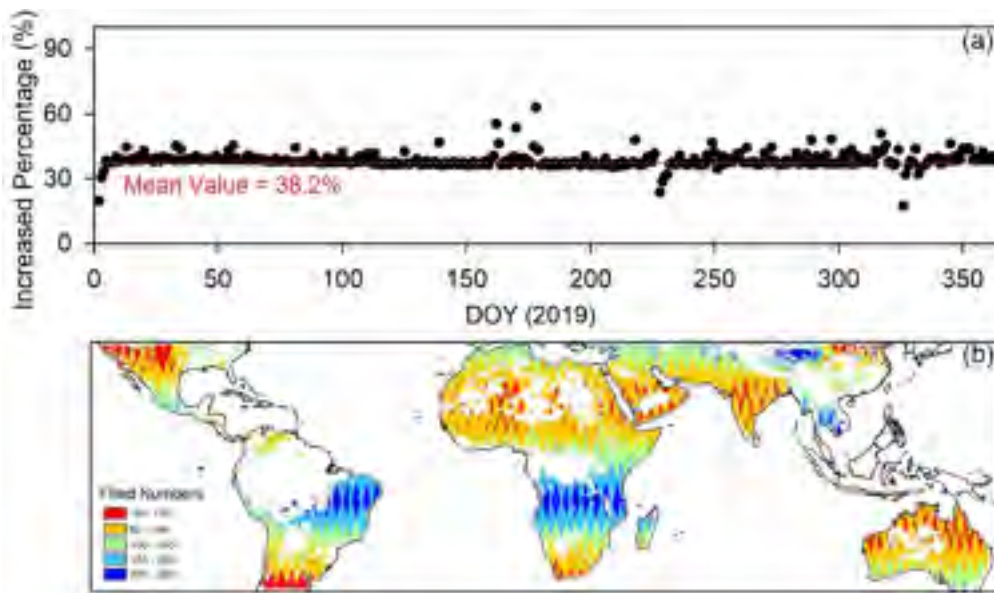 (a)
Increased Percentage (%)
90
60
30
0
Mean Value = 38.2%
0 50 100 150 200 250 300 350
DOY (2019)
(b)
Filled Numbers